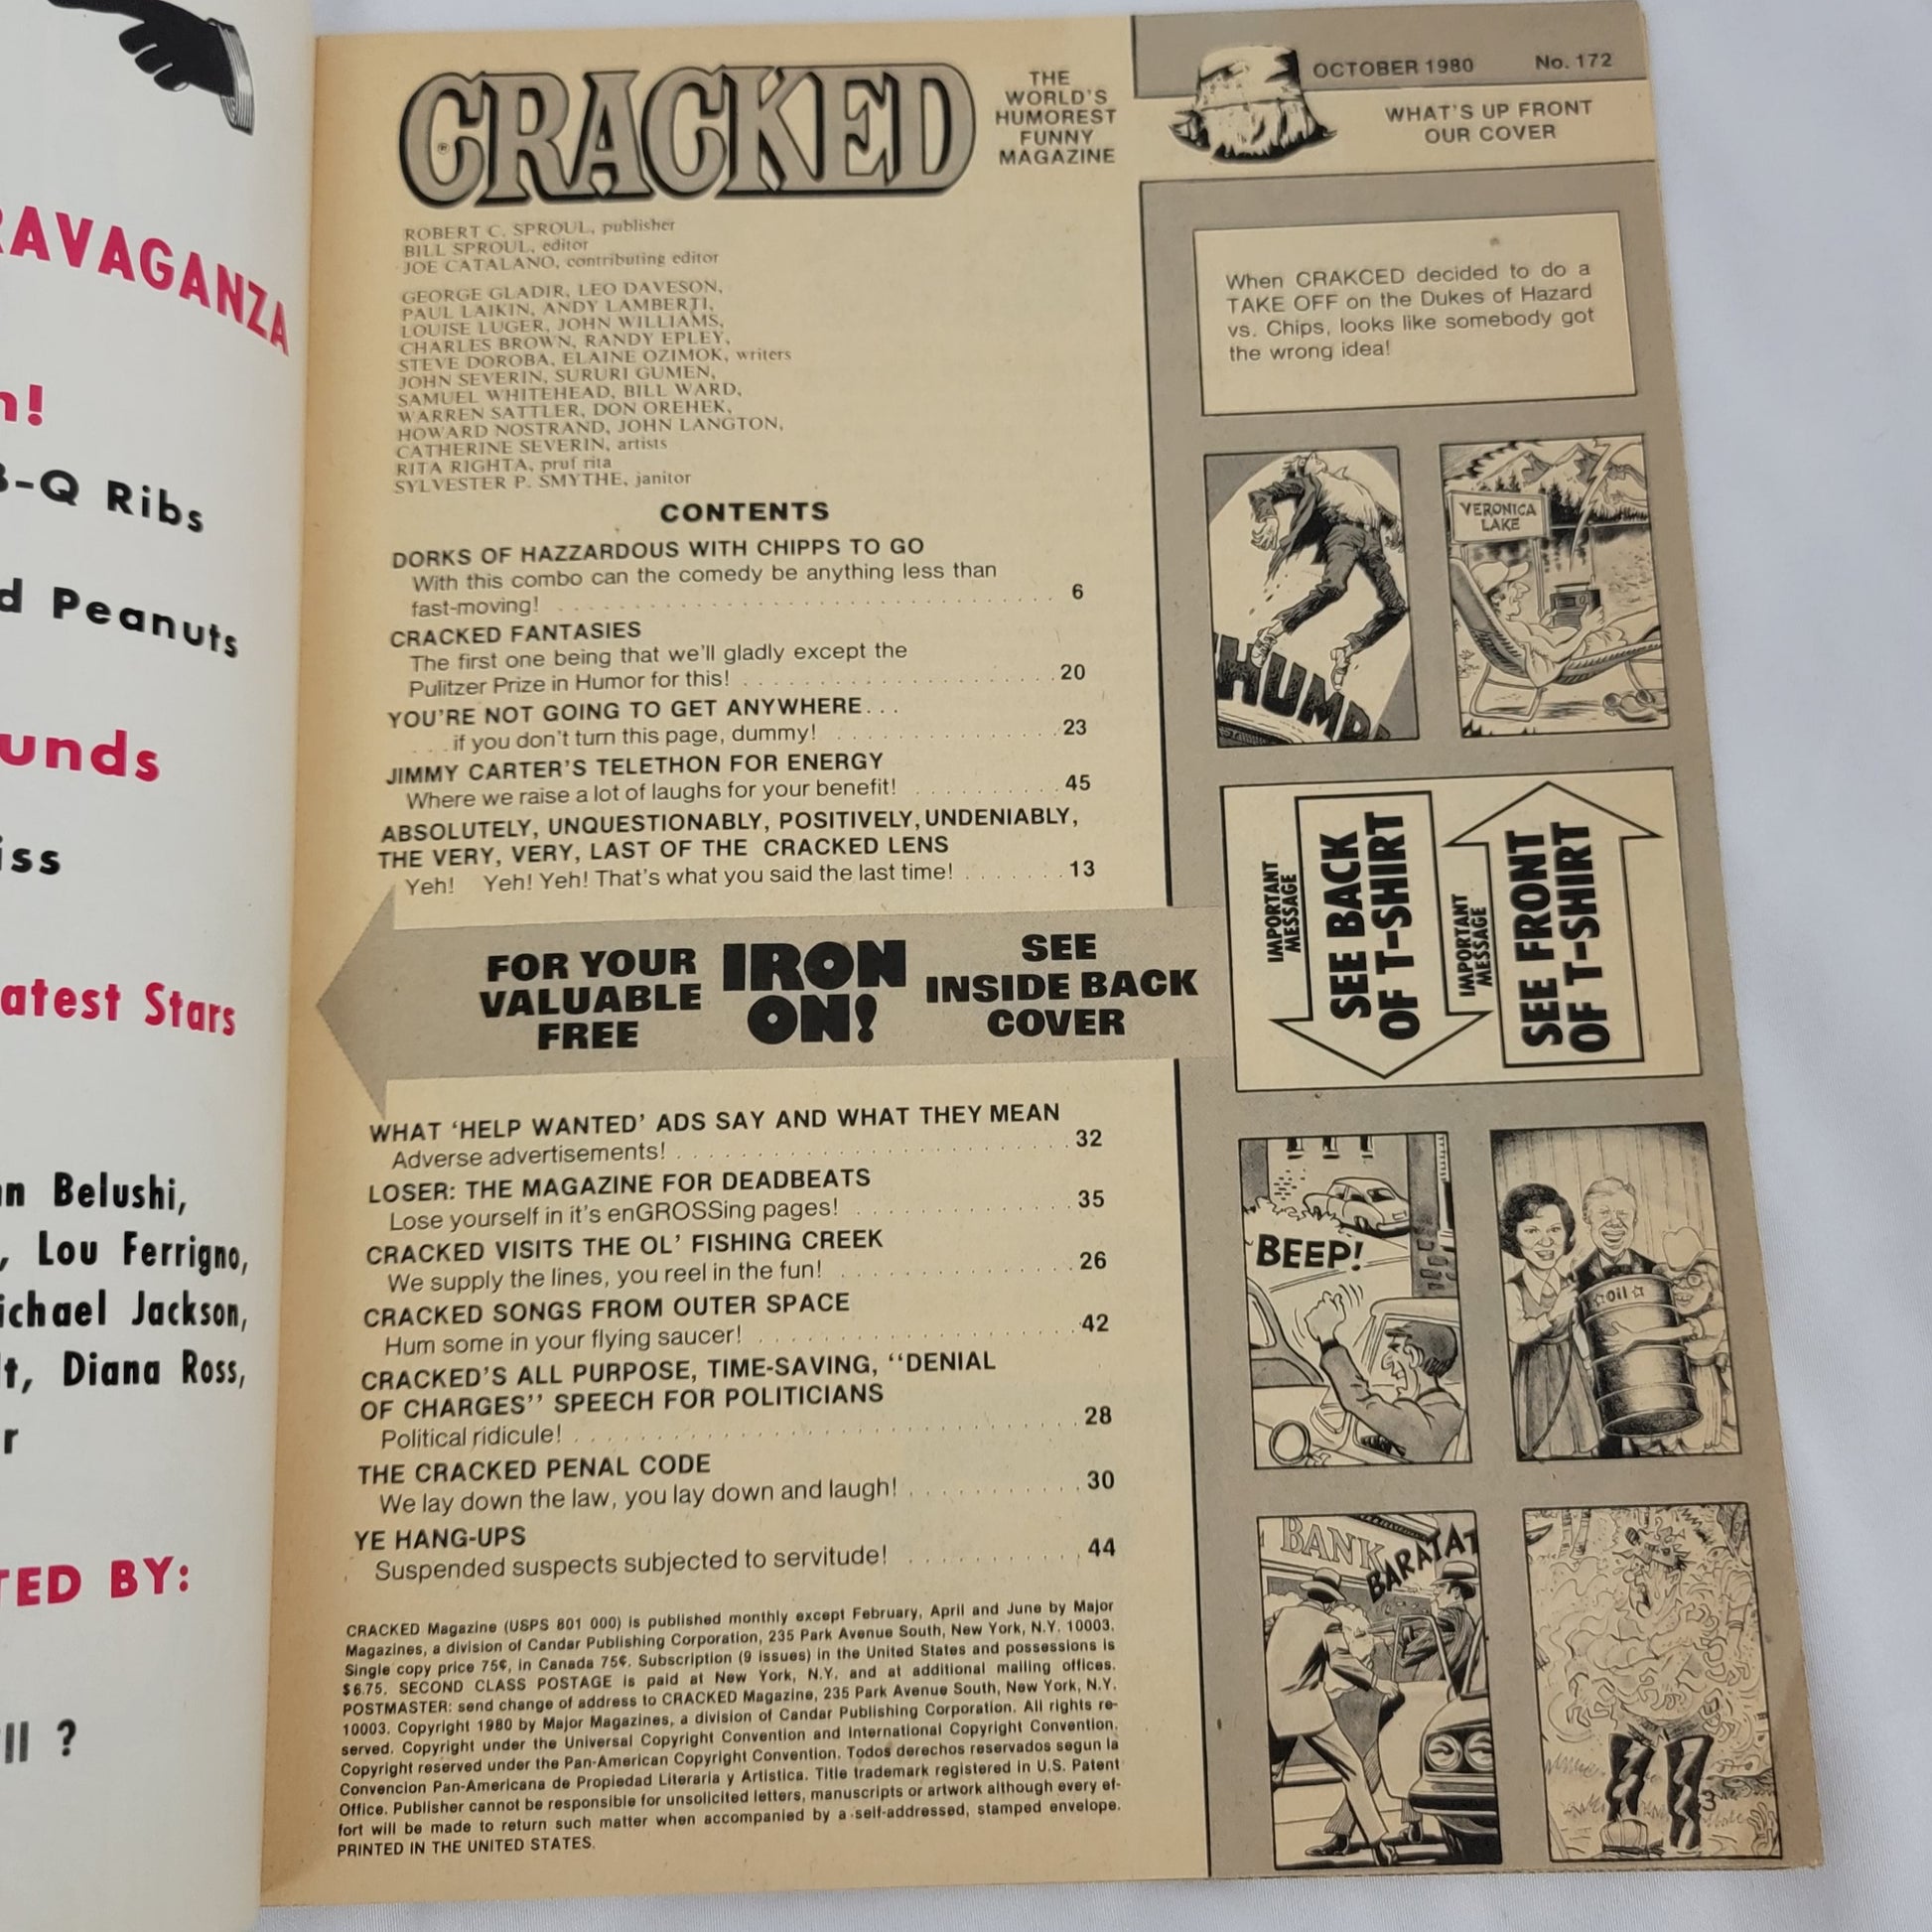 RAVAGANZA
n!
B-Q Ribs
d Peanuts
unds
iss
atest Stars
n Belushi,
, Lou Ferrigno,
ichael Jackson,
lt, Diana Ross,
r
TED BY:
ll ?
CRACKED
®
THE
WORLD'S
HUMOREST
FUNNY
MAGAZINE
OCTOBER 1980 No. 172
WHAT'S UP FRONT
OUR COVER
When CRAKCED decided to do a
TAKE OFF on the Dukes of Hazard
vs. Chips, looks like somebody got
the wrong idea!
ROBERT C. SPROUL, publisher
BILL SPROUL, editor
JOE CATALANO, contributing editor
GEORGE GLADIR, LEO DAVESON,
PAUL LAIKIN, ANDY LAMBERTI,
LOUISE LUGER, JOHN WILLIAMS,
CHARLES BROWN, RANDY EPLEY,
STEVE DOROBA, ELAINE OZIMOK, writers
JOHN SEVERIN, SURURI GUMEN,
SAMUEL WHITEHEAD, BILL WARD,
WARREN SATTLER, DON OREHEK,
HOWARD NOSTRAND, JOHN LANGTON,
CATHERINE SEVERIN, artists
RITA RIGHTA, pruf rita
SYLVESTER P. SMYTHE, janitor
CONTENTS
DORKS OF HAZZARDOUS WITH CHIPPS TO GO
With this combo can the comedy be anything less than
fast-moving! 6
CRACKED FANTASIES
The first one being that we'll gladly except the
Pulitzer Prize in Humor for this! 20
YOU'RE NOT GOING TO GET ANYWHERE...
...if you don't turn this page, dummy! 23
JIMMY CARTER'S TELETHON FOR ENERGY
Where we raise a lot of laughs for your benefit! 45
ABSOLUTELY, UNQUESTIONABLY, POSITIVELY, UNDENIABLY,
THE VERY, VERY, LAST OF THE CRACKED LENS
Yeh! Yeh! Yeh! That's what you said the last time! 13
FOR YOUR
VALUABLE
FREE
IRON
ON!
SEE
INSIDE BACK
COVER
WHAT 'HELP WANTED' ADS SAY AND WHAT THEY MEAN
Adverse advertisements! 32
LOSER: THE MAGAZINE FOR DEADBEATS
Lose yourself in it's enGROSSing pages! 35
CRACKED VISITS THE OL' FISHING CREEK
We supply the lines, you reel in the fun! 26
CRACKED SONGS FROM OUTER SPACE
Hum some in your flying saucer! 42
CRACKED'S ALL PURPOSE, TIME-SAVING, "DENIAL
OF CHARGES" SPEECH FOR POLITICIANS
Political ridicule! 28
THE CRACKED PENAL CODE
We lay down the law, you lay down and laugh! 30
YE HANG-UPS
Suspended suspects subjected to servitude! 44
CRACKED Magazine (USPS 801 000) is published monthly except February, April and June by Major
Magazines, a division of Candar Publishing Corporation, 235 Park Avenue South, New York, N.Y. 10003.
Single copy price 75¢, in Canada 75¢. Subscription (9 issues) in the United States and possessions is
$6.75. SECOND CLASS POSTAGE is paid at New York, N.Y. and at additional mailing offices.
POSTMASTER: send change of address to CRACKED Magazine, 235 Park Avenue South, New York, N.Y.
10003. Copyright 1980 by Major Magazines, a division of Candar Publishing Corporation. All rights re-
served. Copyright under the Universal Copyright Convention and International Copyright Convention.
Copyright reserved under the Pan-American Copyright Convention. Todos derechos reservados segun la
Convencion Pan-Americana de Propiedad Literaria y Artistica. Title trademark registered in U.S. Patent
Office. Publisher cannot be responsible for unsolicited letters, manuscripts or artwork although every ef-
fort will be made to return such matter when accompanied by a self-addressed, stamped envelope.
PRINTED IN THE UNITED STATES.
HUMP
VERONICA
LAKE
IMPORTANT
MESSAGE
SEE BACK
OF T-SHIRT
IMPORTANT
MESSAGE
SEE FRONT
OF T-SHIRT
BEEP!
Oil
BANK
BARATAT
3